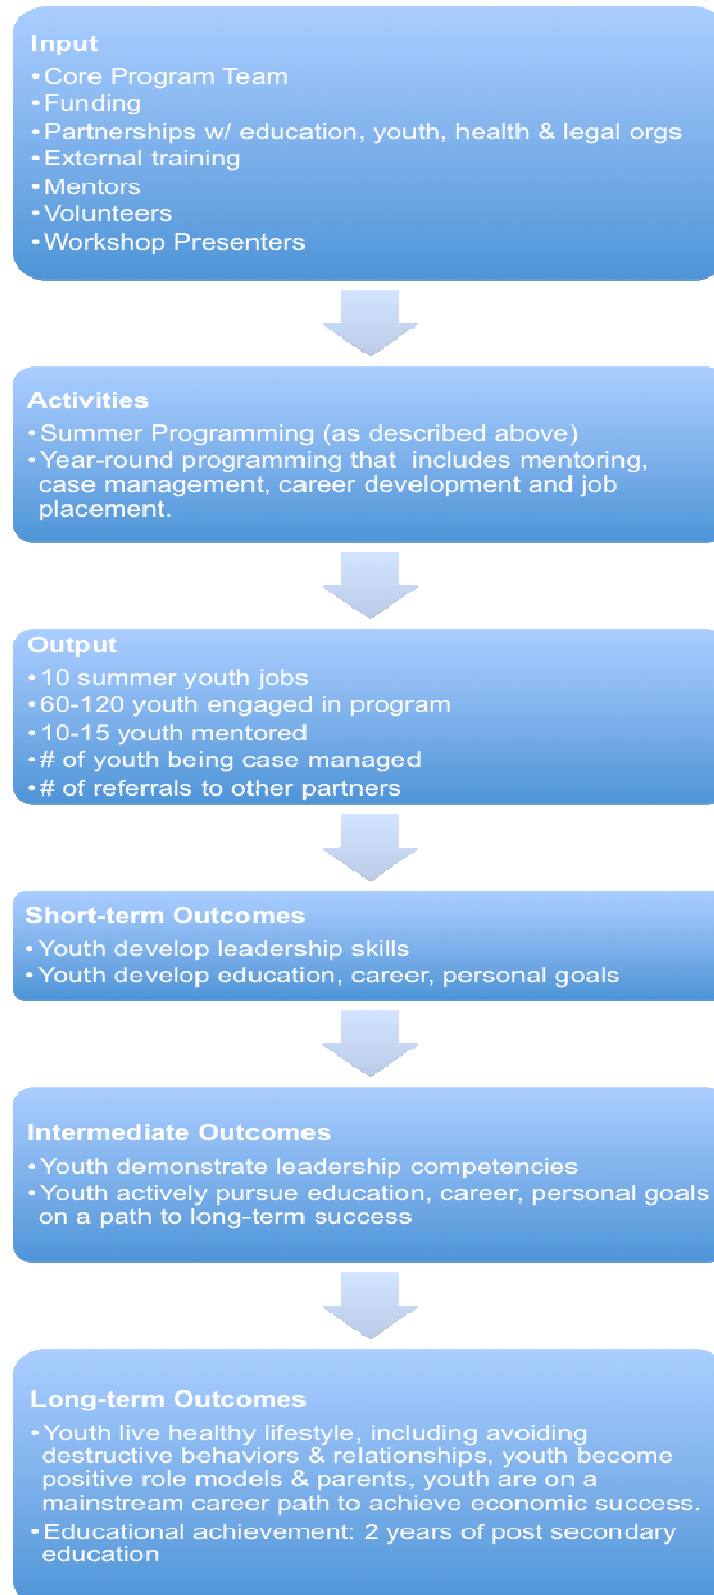 Input
•Core Program Team
•Funding
•Partnerships w/ education, youth, health & legal orgs
•External training
•Mentors
•Volunteers
•Workshop Presenters
Activities
•Summer Programming (as described above)
•Year-round programming that  includes mentoring,
case management, career development and job
placement.
Output
•10 summer youth jobs
•60-120 youth engaged in program
•10-15 youth mentored
•# of youth being case managed
•# of referrals to other partners
Short-term Outcomes
•Youth develop leadership skills
•Youth develop education, career, personal goals
Intermediate Outcomes
•Youth demonstrate leadership competencies
•Youth actively pursue education, career, personal goals
on a path to long-term success
Long-term Outcomes
•Youth live healthy lifestyle, including avoiding
destructive behaviors & relationships, youth become
positive role models & parents, youth are on a
mainstream career path to achieve economic success.
•Educational achievement: 2 years of post secondary
education